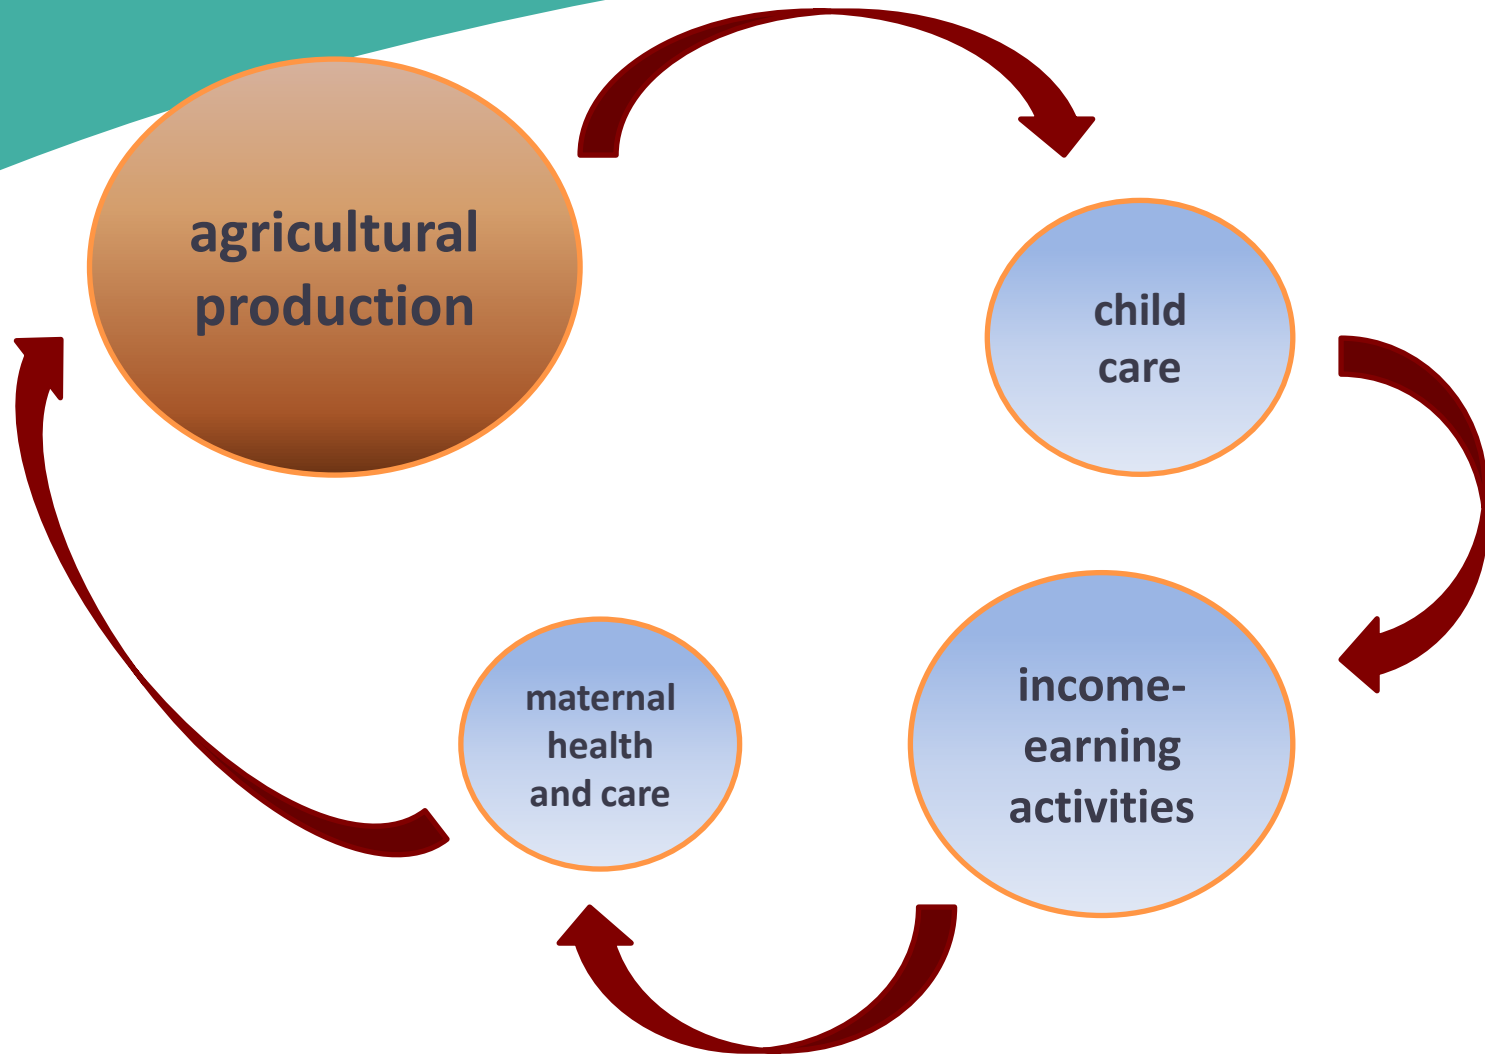 agricultural
production
child
care
income-
earning
activities
maternal
health
and care